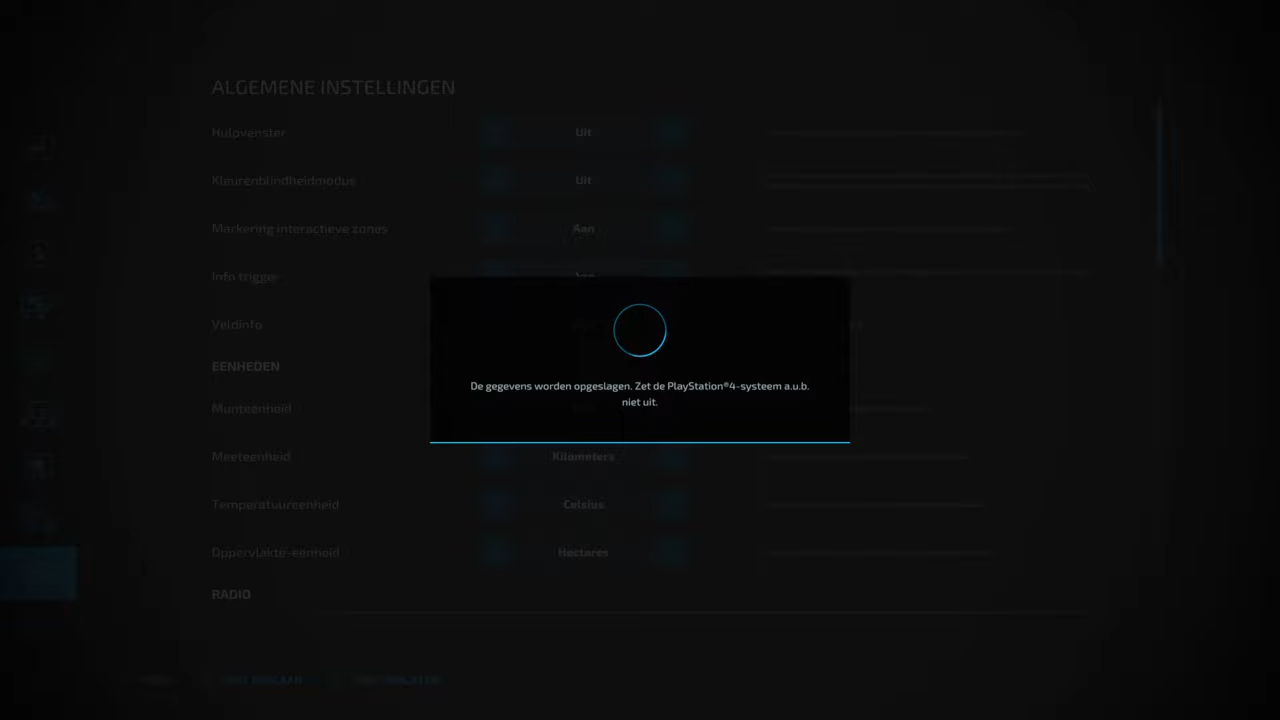 ALGEMENE INSTELLINGEN
Hulpvenster Uit
Kleurenblindheidmodus Uit
Markering interactieve zones Aan
Info trigger
Veldinfo
EENHEDEN
De gegevens worden opgeslagen. Zet de PlayStation®4-systeem a.u.b.
niet uit.
Munteenheid
Meeteenheid Kilometers
Temperatuureenheid Celsius
Oppervlakte-eenheid Hectares
RADIO